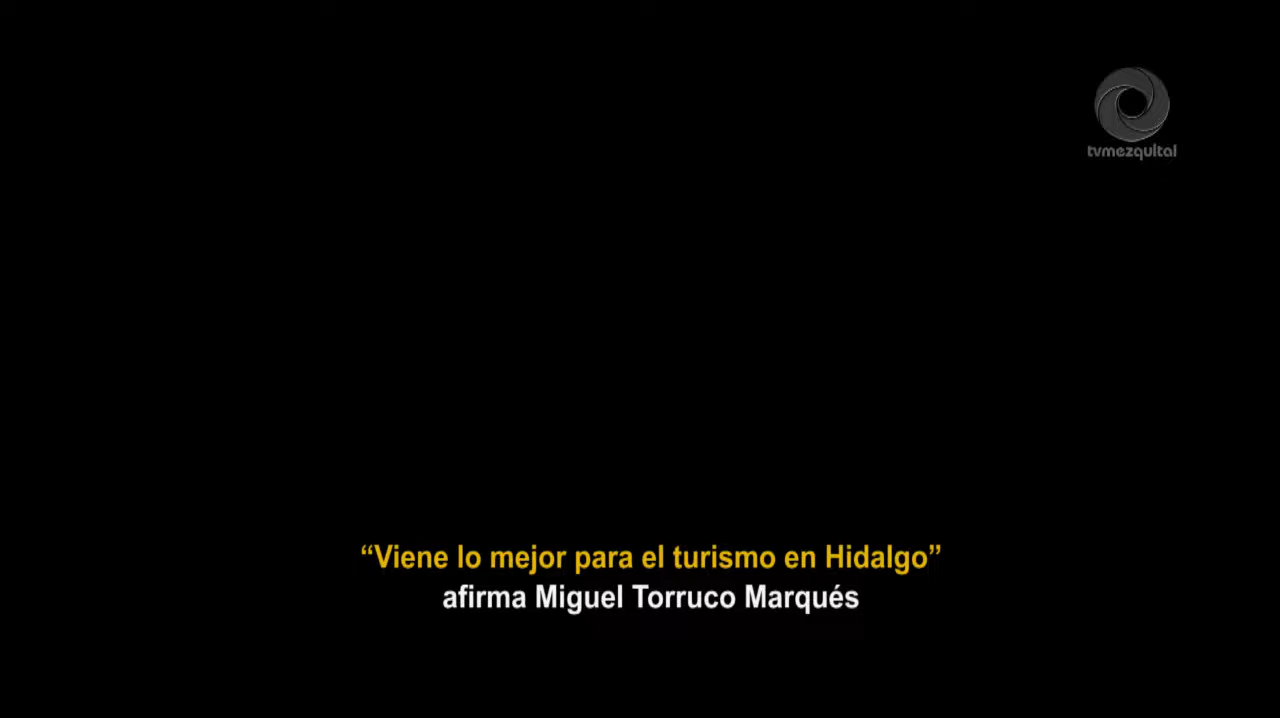 tvmezquital
“Viene lo mejor para el turismo en Hidalgo”
afirma Miguel Torruco Marqués